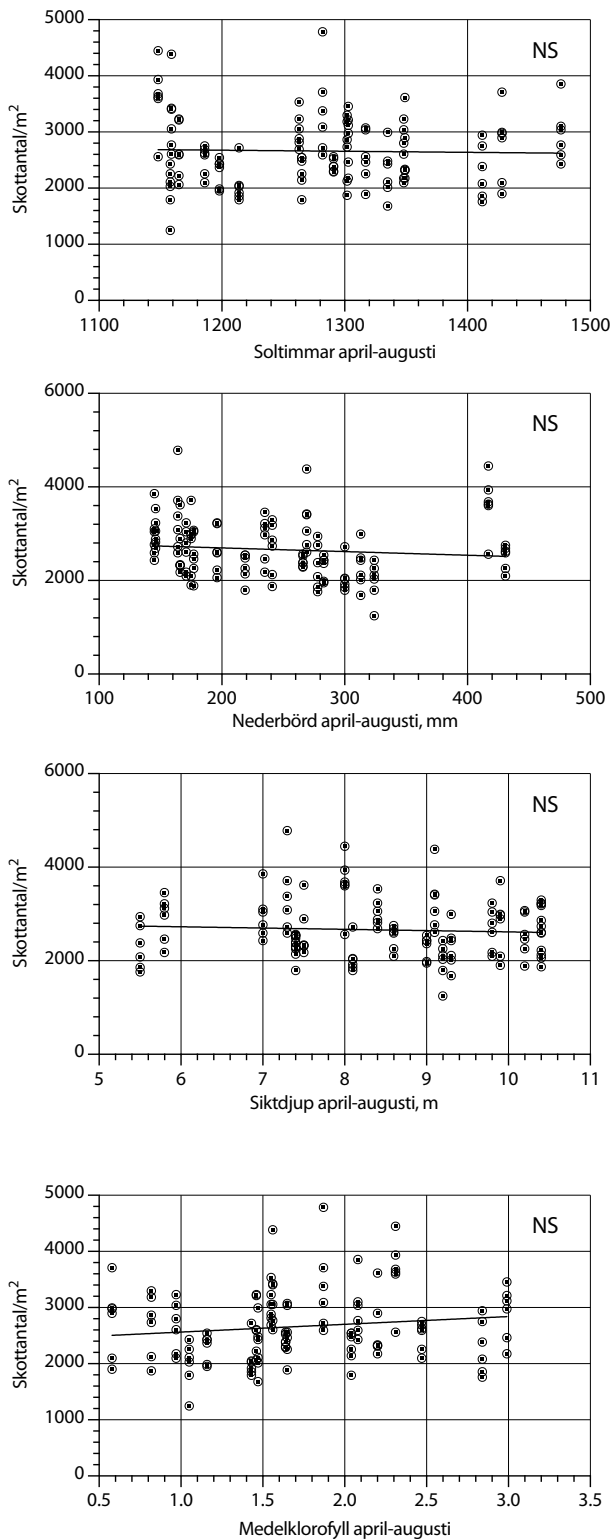 5000
NS
4000
3000
2000
1000
0
Skottantal/m²
1100 1200 1300 1400 1500
Soltimmar april-augusti
6000
NS
4000
2000
0
Skottantal/m²
100 200 300 400 500
Nederbörd april-augusti, mm
6000
NS
4000
2000
0
Skottantal/m²
5 6 7 8 9 10 11
Siktdjup april-augusti, m
5000
NS
4000
3000
2000
1000
0
Skottantal/m²
0.5 1.0 1.5 2.0 2.5 3.0 3.5
Medelklorofyll april-augusti